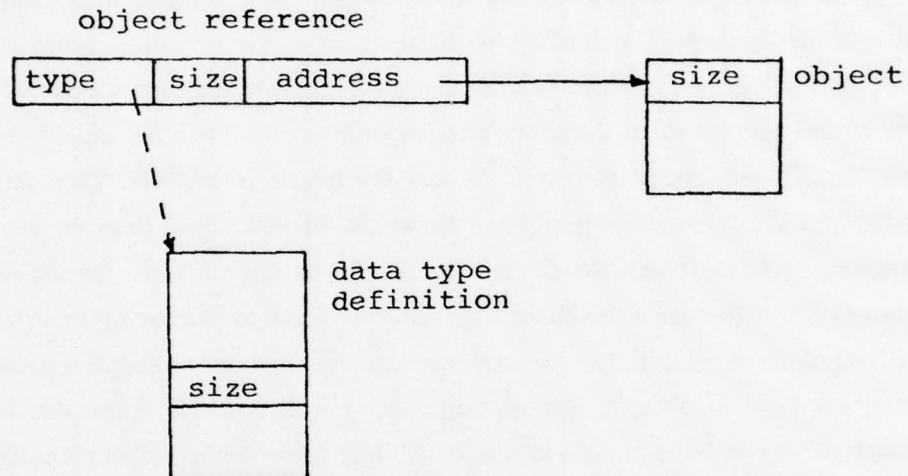 object reference
type size address
size object
data type
definition
size